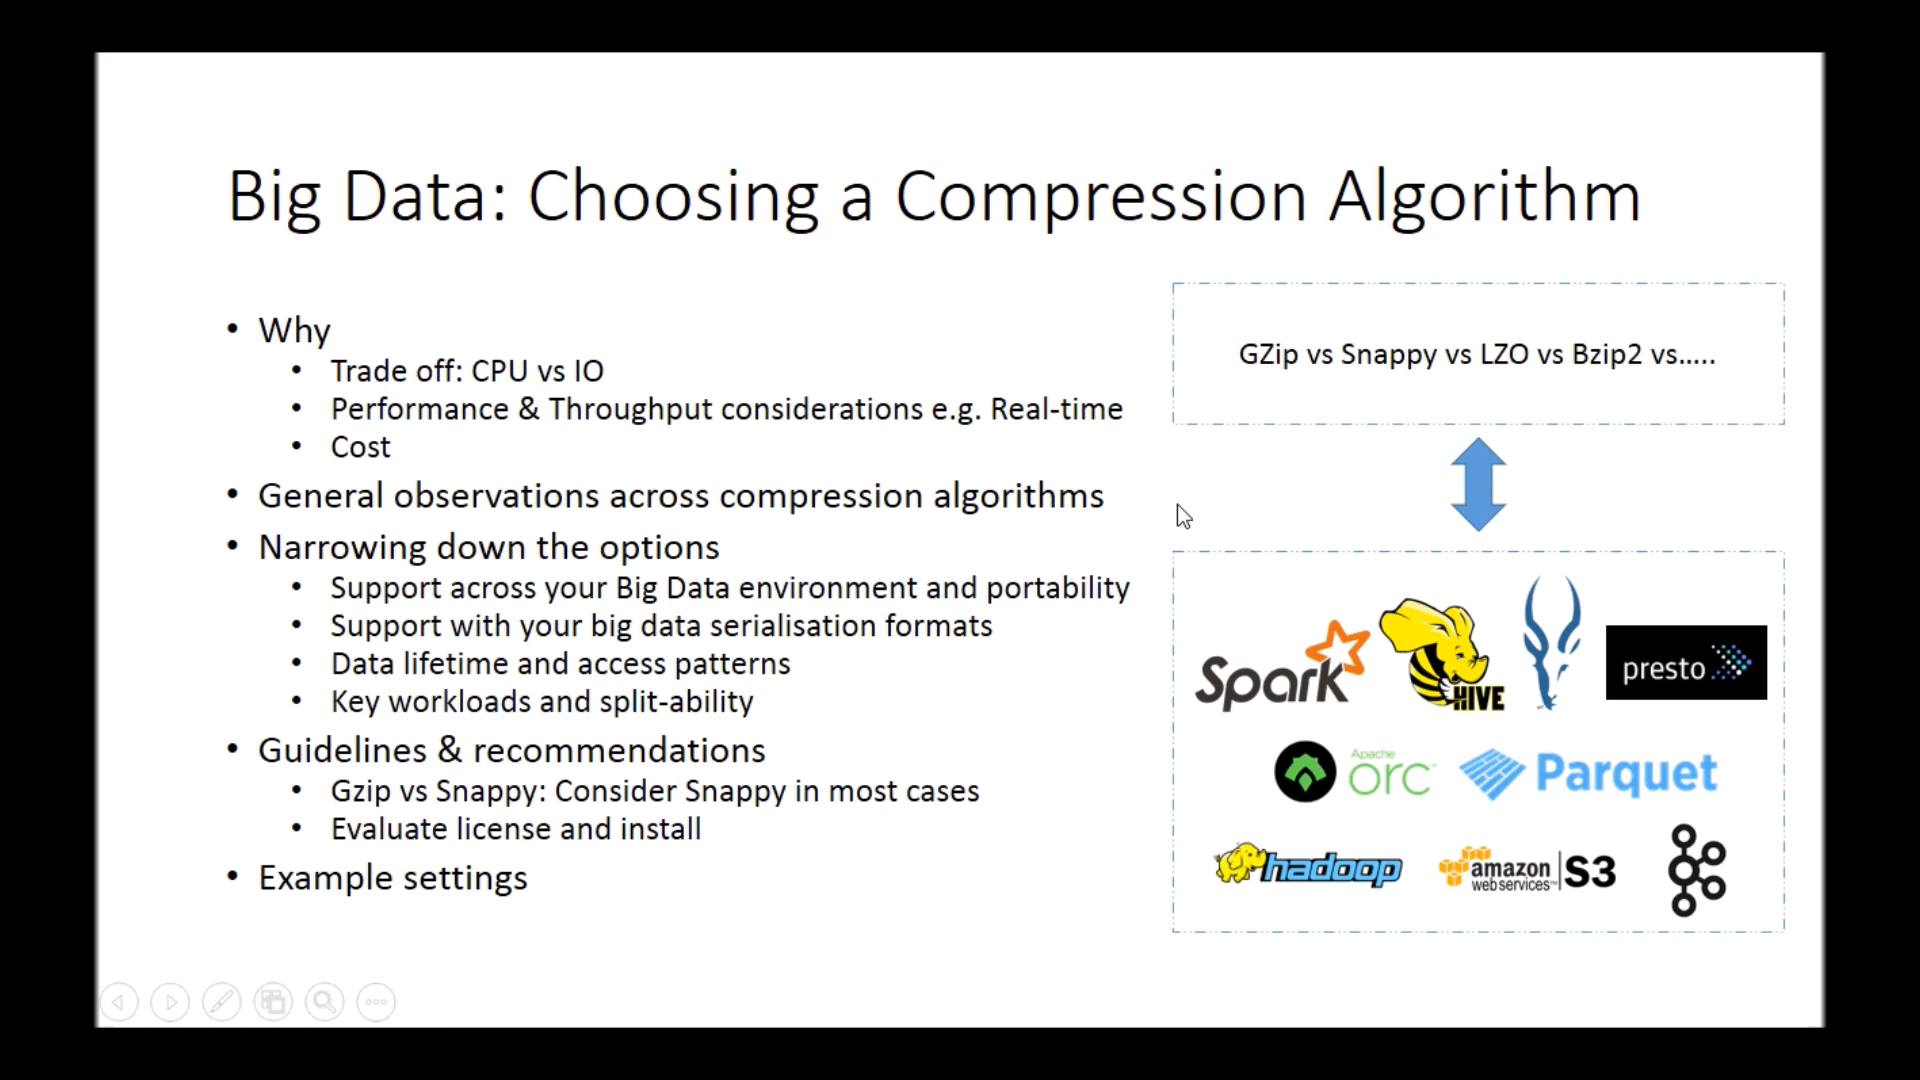 Big Data: Choosing a Compression Algorithm
• Why
• Trade off: CPU vs IO
• Performance & Throughput considerations e.g. Real-time
• Cost
• General observations across compression algorithms
• Narrowing down the options
• Support across your Big Data environment and portability
• Support with your big data serialisation formats
• Data lifetime and access patterns
• Key workloads and split-ability
• Guidelines & recommendations
• Gzip vs Snappy: Consider Snappy in most cases
• Evaluate license and install
• Example settings
GZip vs Snappy vs LZO vs Bzip2 vs.....
Spark
HIVE
presto
Apache
orc™
Parquet
hadoop
amazon
webservices™
S3